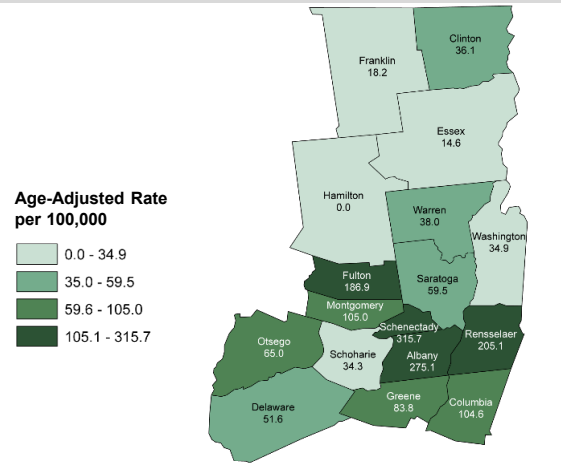 Clinton
36.1
Franklin
18.2
Essex
14.6
Hamilton
0.0
Age-Adjusted Rate
per 100,000
0.0 - 34.9
35.0 - 59.5
59.6 - 105.0
105.1 - 315.7
Warren
38.0
Washington
34.9
Fulton
186.9
Saratoga
59.5
Montgomery
105.0
Schenectady
315.7
Rensselaer
205.1
Otsego
65.0
Schoharie
34.3
Albany
275.1
Greene
83.8
Columbia
104.6
Delaware
51.6